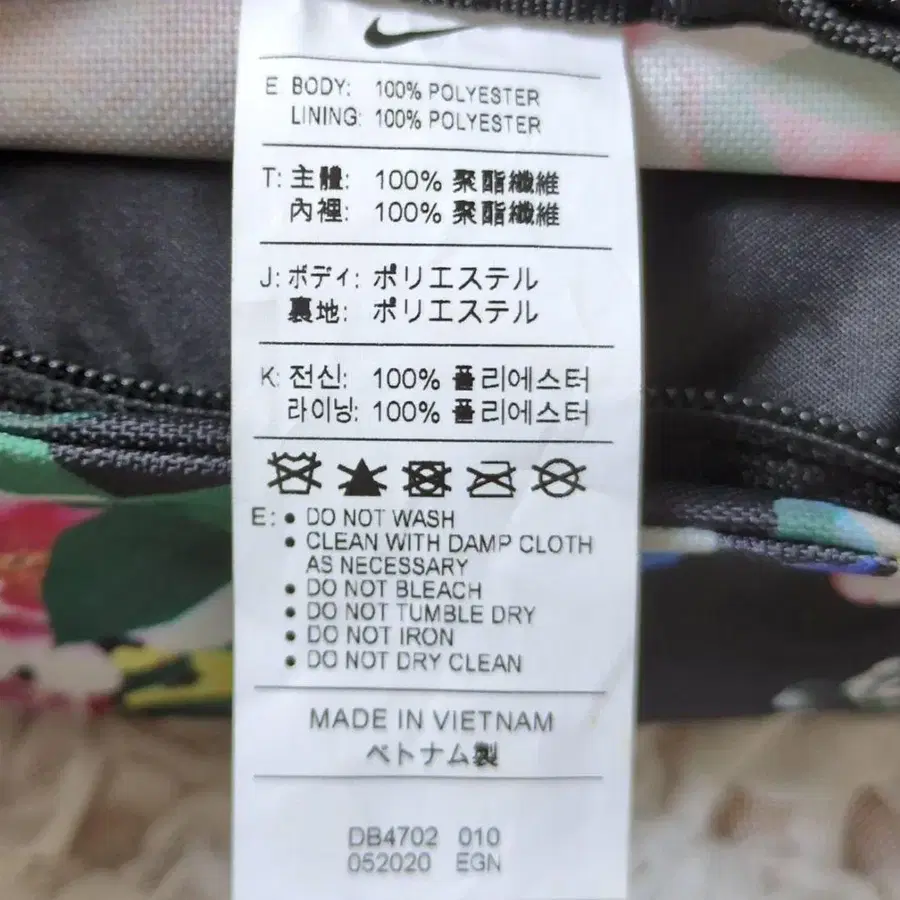 E BODY: 100% POLYESTER
LINING: 100% POLYESTER
T: 主體: 100% 聚酯纖維
內裡: 100% 聚酯纖維
J: ボディ: ポリエステル
裏地: ポリエステル
K: 전신: 100% 폴리에스터
라이닝: 100% 폴리에스터
E: • DO NOT WASH
• CLEAN WITH DAMP CLOTH
AS NECESSARY
• DO NOT BLEACH
• DO NOT TUMBLE DRY
• DO NOT IRON
• DO NOT DRY CLEAN
MADE IN VIETNAM
ベトナム製
DB4702 010
052020 EGN